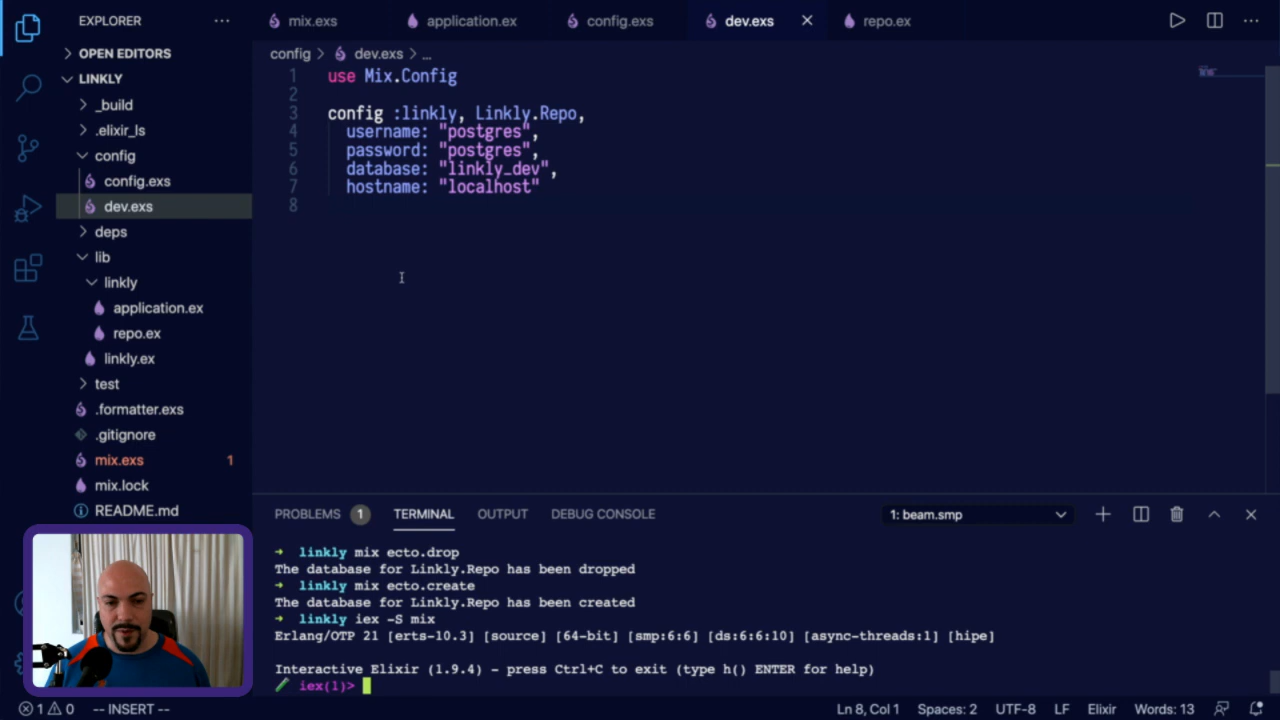 EXPLORER
mix.exs
application.ex
config.exs
dev.exs
repo.ex
OPEN EDITORS
LINKLY
_build
.elixir_ls
config
config.exs
dev.exs
deps
lib
linkly
application.ex
repo.ex
linkly.ex
test
.formatter.exs
.gitignore
mix.exs 1
mix.lock
README.md
config > dev.exs > ...
1 use Mix.Config
2
3 config :linkly, Linkly.Repo,
4 username: "postgres",
5 password: "postgres",
6 database: "linkly_dev",
7 hostname: "localhost"
8
PROBLEMS 1 TERMINAL OUTPUT DEBUG CONSOLE 1: beam.smp
➜ linkly mix ecto.drop
The database for Linkly.Repo has been dropped
➜ linkly mix ecto.create
The database for Linkly.Repo has been created
➜ linkly iex -S mix
Erlang/OTP 21 [erts-10.3] [source] [64-bit] [smp:6:6] [ds:6:6:10] [async-threads:1] [hipe]
Interactive Elixir (1.9.4) - press Ctrl+C to exit (type h() ENTER for help)
iex(1)>
1 0 -- INSERT -- Ln 8, Col 1 Spaces: 2 UTF-8 LF Elixir Words: 13